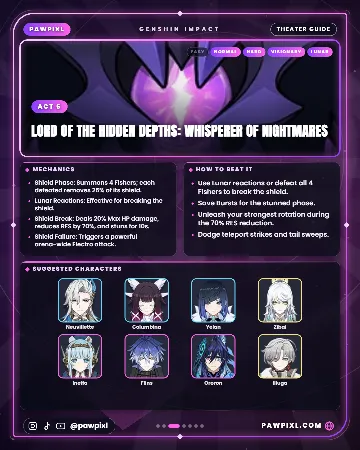 PAWPIXL
GENSHIN IMPACT
THEATER GUIDE
EASY NORMAL HARD VISIONARY LUNAR
ACT 5
LORD OF THE HIDDEN DEPTHS: WHISPERER OF NIGHTMARES
MECHANICS
• Shield Phase: Summons 4 Fishers; each
defeated removes 25% of its shield.
• Lunar Reactions: Effective for breaking the
shield.
• Shield Break: Deals 20% Max HP damage,
reduces RES by 70%, and stuns for 10s.
• Shield Failure: Triggers a powerful
arena-wide Electro attack.
HOW TO BEAT IT
• Use Lunar reactions or defeat all 4
Fishers to break the shield.
• Save Bursts for the stunned phase.
• Unleash your strongest rotation during
the 70% RES reduction.
• Dodge teleport strikes and tail sweeps.
SUGGESTED CHARACTERS
Neuvillette
Columbina
Yelan
Zibai
Ineffa
Flins
Ororon
Illuga
@pawpixl
PAWPIXL.COM